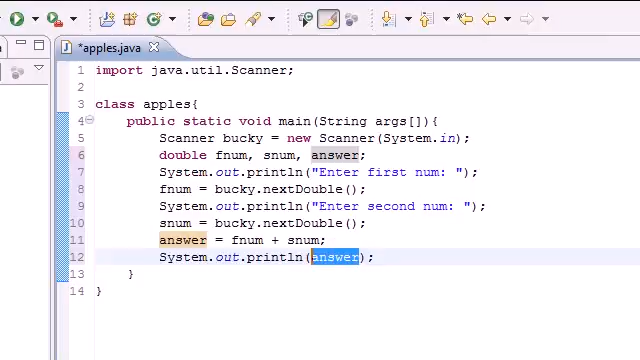 *apples.java
1 import java.util.Scanner;
2
3 class apples{
4 public static void main(String args[]){
5 Scanner bucky = new Scanner(System.in);
6 double fnum, snum, answer;
7 System.out.println("Enter first num: ");
8 fnum = bucky.nextDouble();
9 System.out.println("Enter second num: ");
10 snum = bucky.nextDouble();
11 answer = fnum + snum;
12 System.out.println(answer);
13 }
14 }